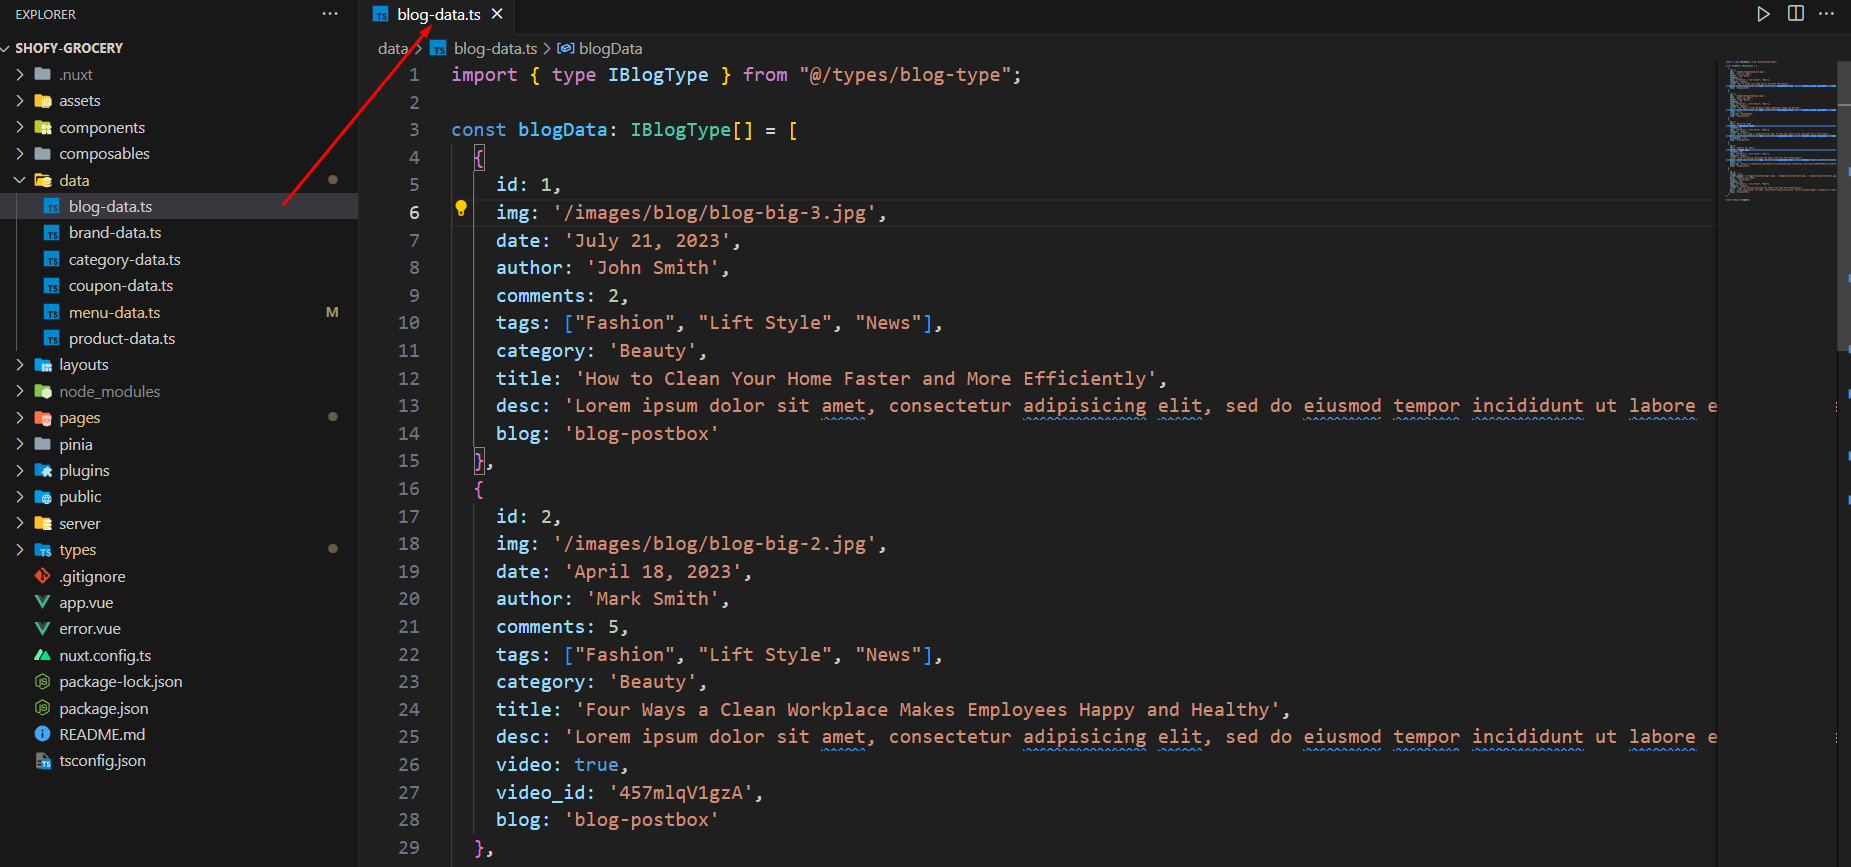 EXPLORER
SHOFY-GROCERY
.nuxt
assets
components
composables
data
blog-data.ts
brand-data.ts
category-data.ts
coupon-data.ts
menu-data.ts M
product-data.ts
layouts
node_modules
pages
pinia
plugins
public
server
types
.gitignore
app.vue
error.vue
nuxt.config.ts
package-lock.json
package.json
README.md
tsconfig.json
blog-data.ts
data > blog-data.ts > blogData
1 import { type IBlogType } from "@/types/blog-type";
2
3 const blogData: IBlogType[] = [
4 {
5 id: 1,
6 img: '/images/blog/blog-big-3.jpg',
7 date: 'July 21, 2023',
8 author: 'John Smith',
9 comments: 2,
10 tags: ["Fashion", "Lift Style", "News"],
11 category: 'Beauty',
12 title: 'How to Clean Your Home Faster and More Efficiently',
13 desc: 'Lorem ipsum dolor sit amet, consectetur adipisicing elit, sed do eiusmod tempor incididunt ut labore e
14 blog: 'blog-postbox'
15 },
16 {
17 id: 2,
18 img: '/images/blog/blog-big-2.jpg',
19 date: 'April 18, 2023',
20 author: 'Mark Smith',
21 comments: 5,
22 tags: ["Fashion", "Lift Style", "News"],
23 category: 'Beauty',
24 title: 'Four Ways a Clean Workplace Makes Employees Happy and Healthy',
25 desc: 'Lorem ipsum dolor sit amet, consectetur adipisicing elit, sed do eiusmod tempor incididunt ut labore e
26 video: true,
27 video_id: '457mlqV1gzA',
28 blog: 'blog-postbox'
29 },